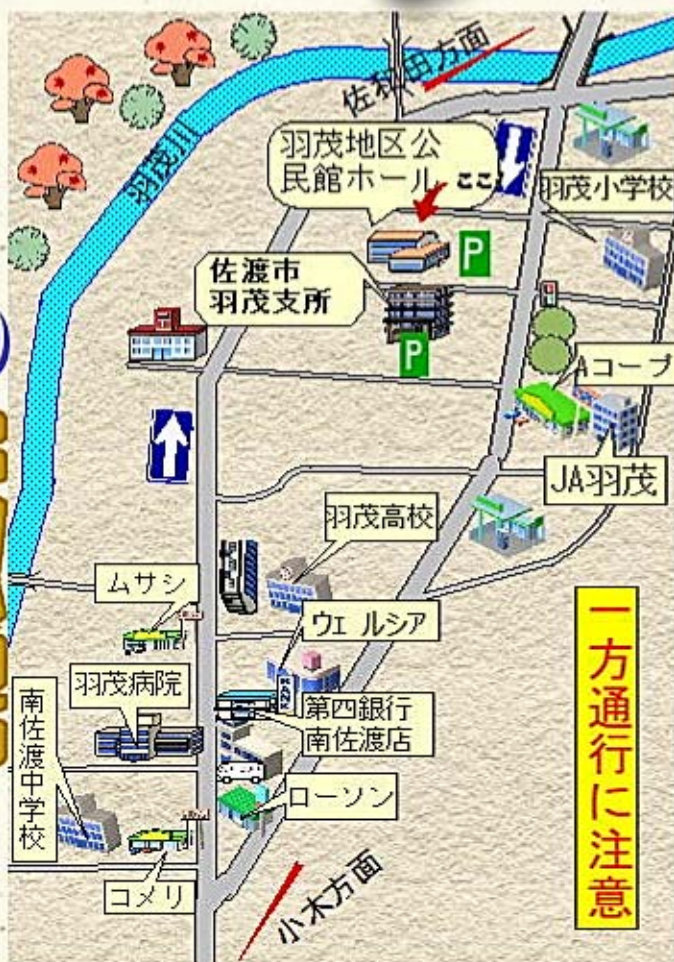 佐和田方面
羽茂川
羽茂地区公
民館ホール
ここ
羽茂小学校
P
佐渡市
羽茂支所
P
Aコープ
JA羽茂
羽茂高校
ムサシ
ウェルシア
羽茂病院
BANK
第四銀行
南佐渡店
南佐渡中学校
ローソン
コメリ
小木方面
一方通行に注意